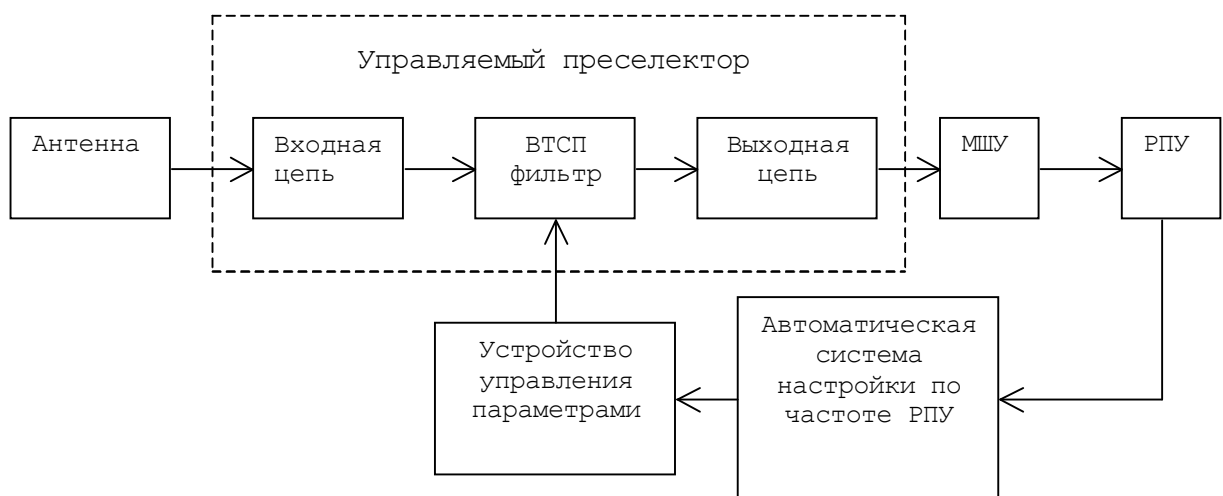 Управляемый преселектор
Антенна
Входная
цепь
ВТСП
фильтр
Выходная
цепь
МШУ
РПУ
Устройство
управления
параметрами
Автоматическая
система
настройки по
частоте РПУ